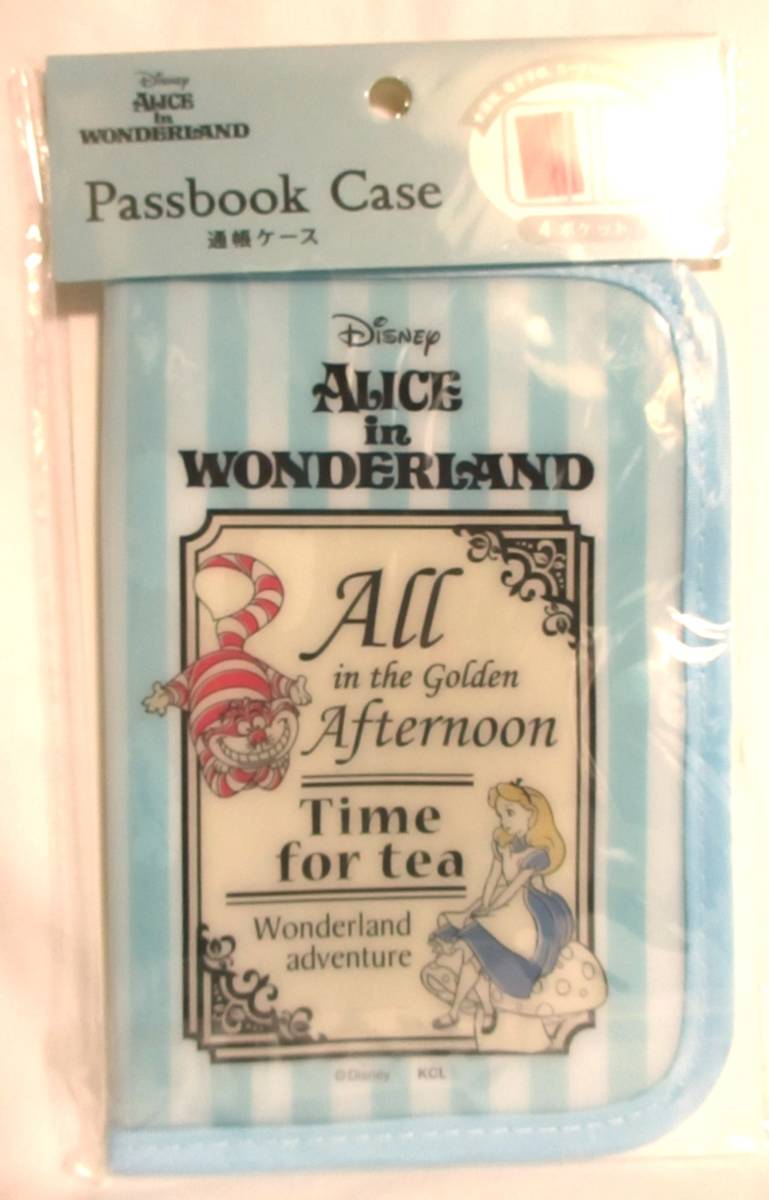 Disney
ALICE
in
WONDERLAND
Passbook Case
通帳ケース
4ポケット
Disney
ALICE
in
WONDERLAND
All
in the Golden
Afternoon
Time
for tea
Wonderland
adventure
©Disney KCL